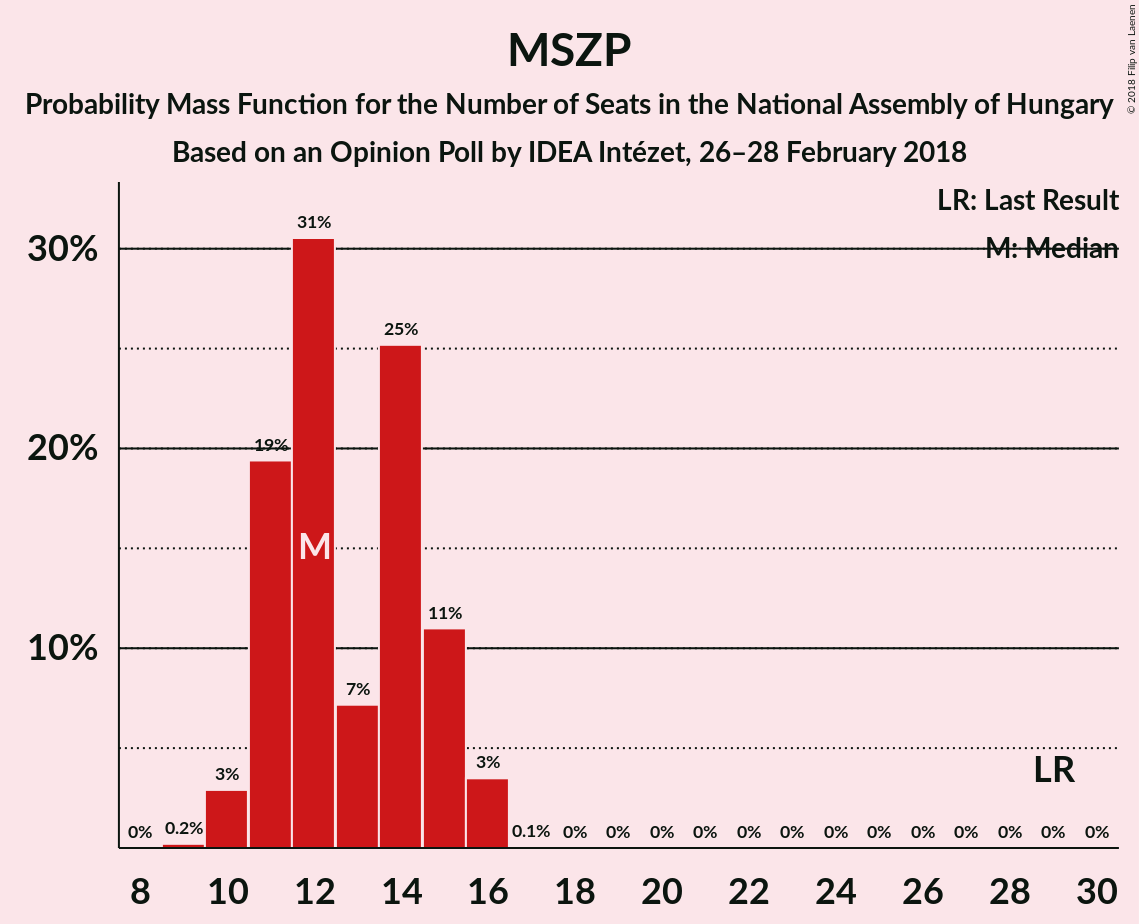 MSZP
Probability Mass Function for the Number of Seats in the National Assembly of Hungary
Based on an Opinion Poll by IDEA Intézet, 26–28 February 2018
© 2018 Filip van Laenen
LR: Last Result
M: Median
30%
20%
10%
0%
0.2%
3%
19%
31%
7%
25%
11%
3%
0.1%
0%
0%
0%
0%
0%
0%
0%
0%
0%
0%
0%
0%
0%
M
LR
8 10 12 14 16 18 20 22 24 26 28 30